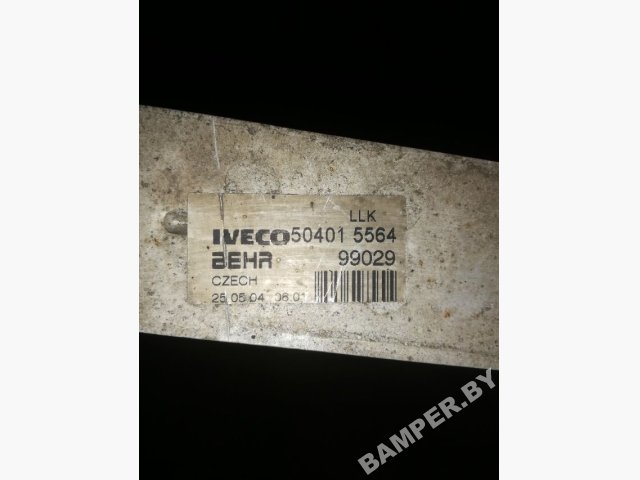 LLK
IVECO 50401 5564
BEHR 99029
CZECH
25.05.04 06.01
BAMPER.BY